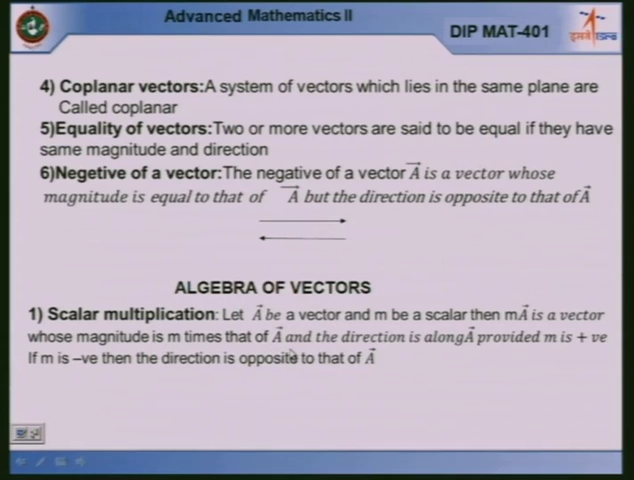 Advanced Mathematics II
DIP MAT-401
4) Coplanar vectors:A system of vectors which lies in the same plane are
Called coplanar
5)Equality of vectors:Two or more vectors are said to be equal if they have
same magnitude and direction
6)Negetive of a vector:The negative of a vector A⃗ is a vector whose
magnitude is equal to that of A⃗ but the direction is opposite to that of A⃗
ALGEBRA OF VECTORS
1) Scalar multiplication: Let A⃗ be a vector and m be a scalar then mA⃗ is a vector
whose magnitude is m times that of A⃗ and the direction is alongA⃗ provided m is + ve
If m is –ve then the direction is opposite to that of A⃗